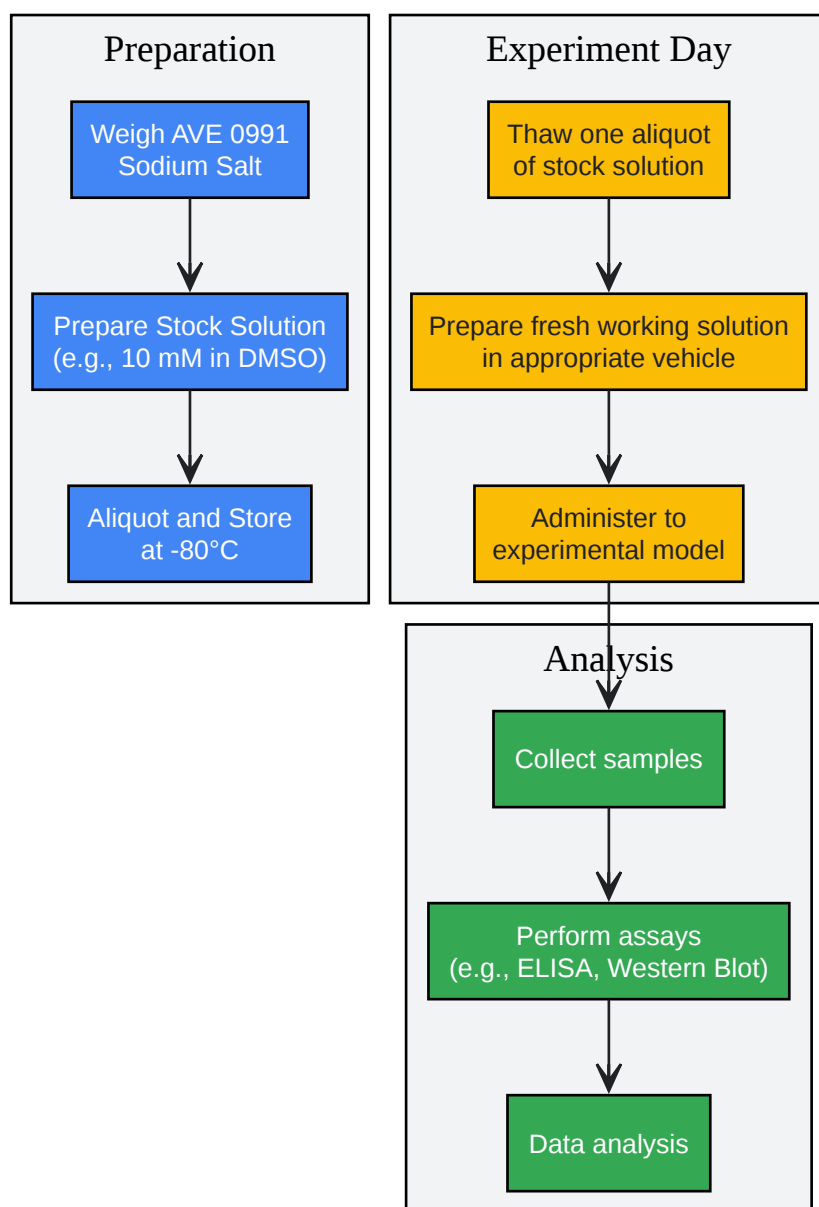 Preparation
Weigh AVE 0991
Sodium Salt
Prepare Stock Solution
(e.g., 10 mM in DMSO)
Aliquot and Store
at -80°C
Experiment Day
Thaw one aliquot
of stock solution
Prepare fresh working solution
in appropriate vehicle
Administer to
experimental model
Analysis
Collect samples
Perform assays
(e.g., ELISA, Western Blot)
Data analysis